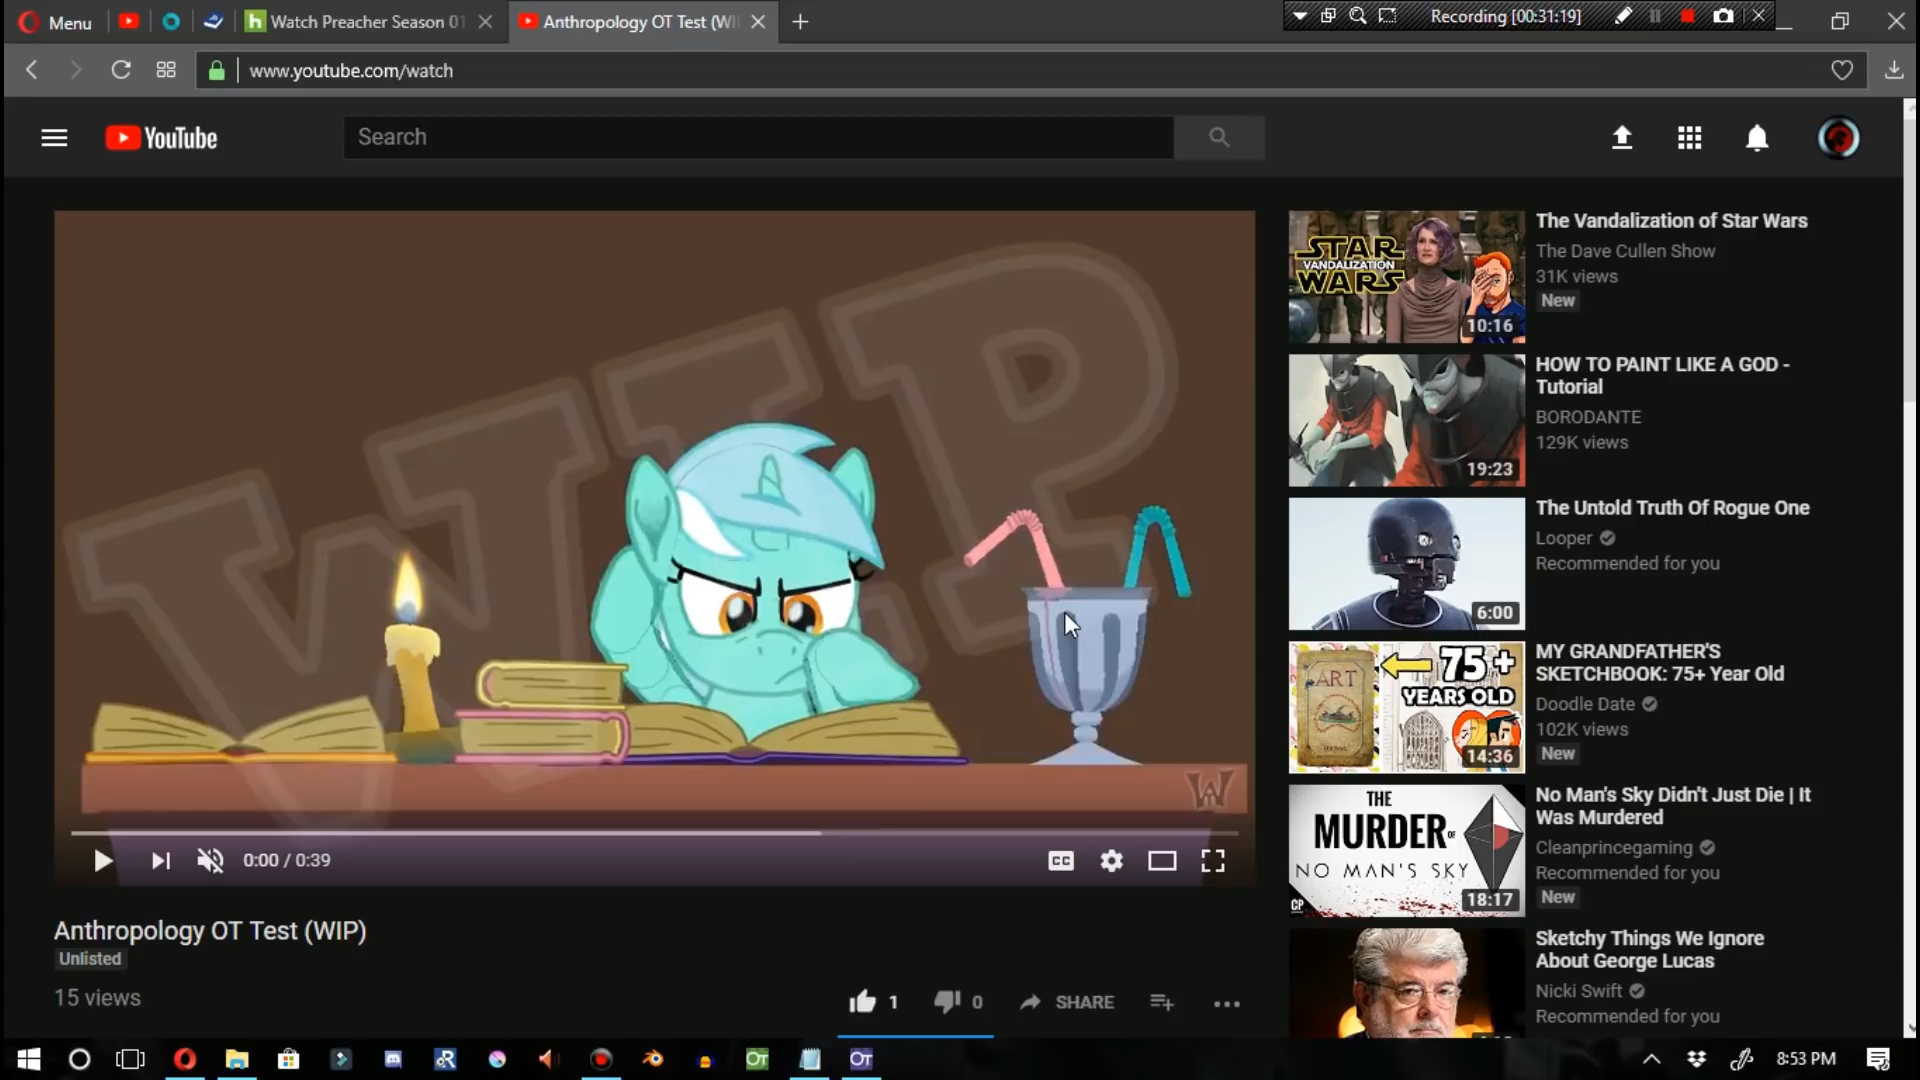 Menu
Watch Preacher Season 01
Anthropology OT Test (WI
Recording [00:31:19]
www.youtube.com/watch
YouTube
Search
WIP
0:00 / 0:39
CC
Anthropology OT Test (WIP)
Unlisted
15 views
1
0
SHARE
STAR
VANDALIZATION
WARS
10:16
The Vandalization of Star Wars
The Dave Cullen Show
31K views
New
19:23
HOW TO PAINT LIKE A GOD -
Tutorial
BORODANTE
129K views
6:00
The Untold Truth Of Rogue One
Looper
Recommended for you
ART
75+
YEARS OLD
14:36
MY GRANDFATHER'S
SKETCHBOOK: 75+ Year Old
Doodle Date
102K views
New
THE
MURDER OF
NO MAN'S SKY
CP
18:17
No Man's Sky Didn't Just Die | It
Was Murdered
Cleanprincegaming
Recommended for you
New
Sketchy Things We Ignore
About George Lucas
Nicki Swift
Recommended for you
OT
OT
8:53 PM